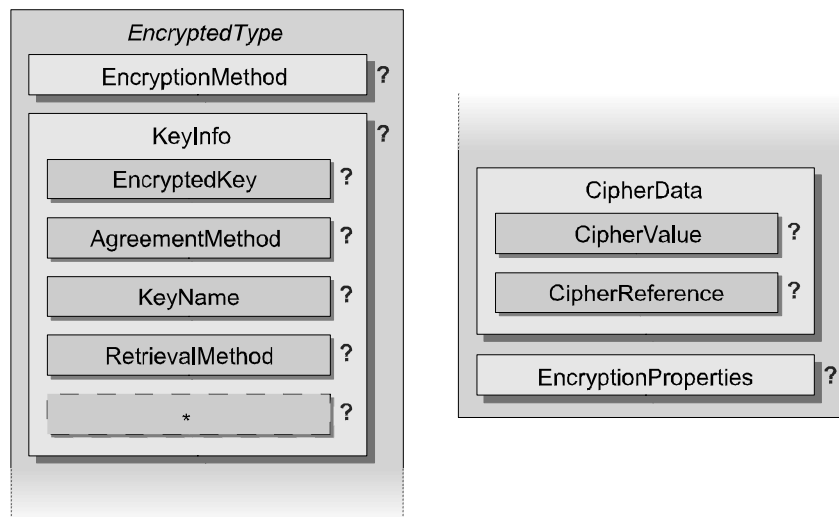 EncryptedType
EncryptionMethod ?
KeyInfo ?
EncryptedKey ?
AgreementMethod ?
KeyName ?
RetrievalMethod ?
* ?
CipherData
CipherValue ?
CipherReference ?
EncryptionProperties ?